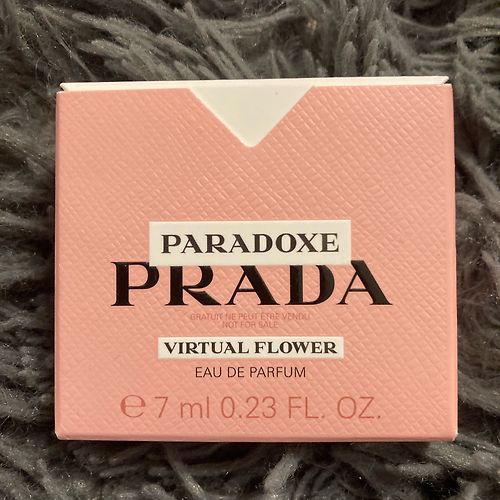 PARADOXE
PRADA
GRATUIT NE PEUT ÊTRE VENDU
NOT FOR SALE
VIRTUAL FLOWER
EAU DE PARFUM
℮ 7 ml 0.23 FL. OZ.